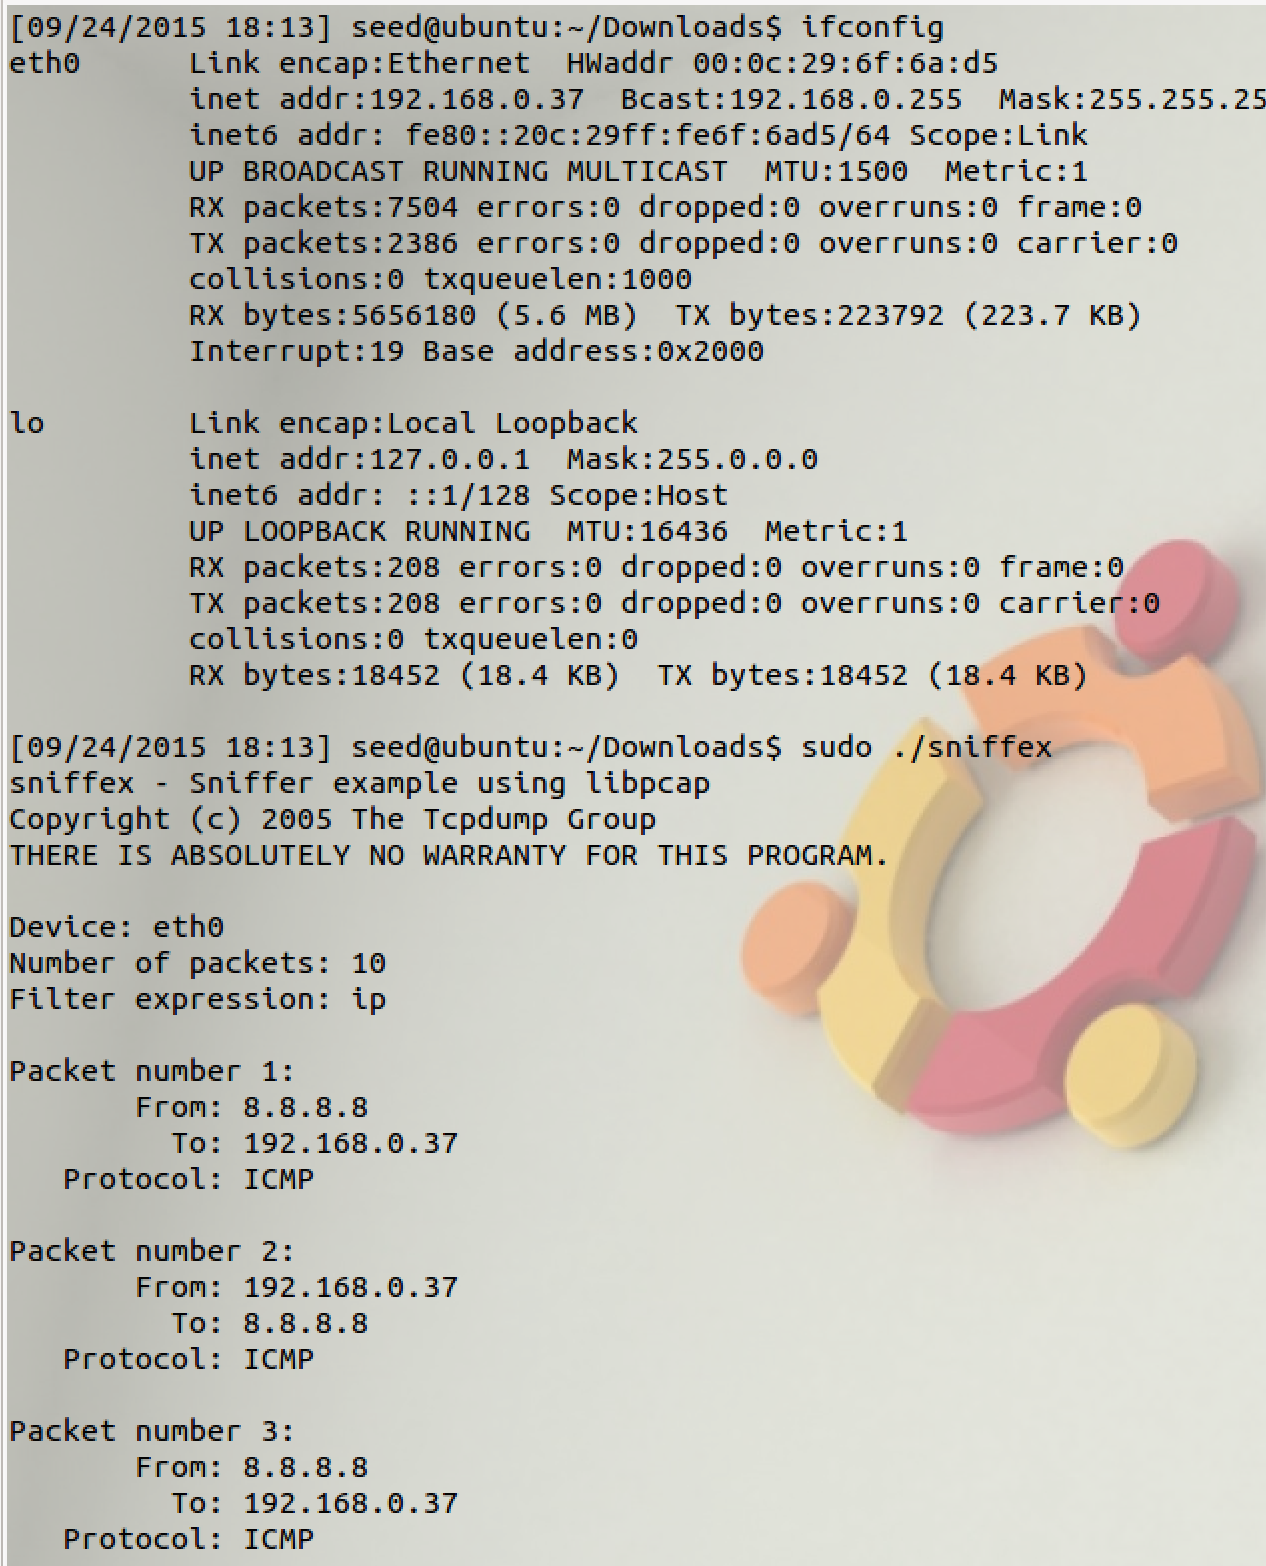 [09/24/2015 18:13] seed@ubuntu:~/Downloads$ ifconfig
eth0      Link encap:Ethernet  HWaddr 00:0c:29:6f:6a:d5
          inet addr:192.168.0.37  Bcast:192.168.0.255  Mask:255.255.25
          inet6 addr: fe80::20c:29ff:fe6f:6ad5/64 Scope:Link
          UP BROADCAST RUNNING MULTICAST  MTU:1500  Metric:1
          RX packets:7504 errors:0 dropped:0 overruns:0 frame:0
          TX packets:2386 errors:0 dropped:0 overruns:0 carrier:0
          collisions:0 txqueuelen:1000
          RX bytes:5656180 (5.6 MB)  TX bytes:223792 (223.7 KB)
          Interrupt:19 Base address:0x2000

lo        Link encap:Local Loopback
          inet addr:127.0.0.1  Mask:255.0.0.0
          inet6 addr: ::1/128 Scope:Host
          UP LOOPBACK RUNNING  MTU:16436  Metric:1
          RX packets:208 errors:0 dropped:0 overruns:0 frame:0
          TX packets:208 errors:0 dropped:0 overruns:0 carrier:0
          collisions:0 txqueuelen:0
          RX bytes:18452 (18.4 KB)  TX bytes:18452 (18.4 KB)

[09/24/2015 18:13] seed@ubuntu:~/Downloads$ sudo ./sniffex
sniffex - Sniffer example using libpcap
Copyright (c) 2005 The Tcpdump Group
THERE IS ABSOLUTELY NO WARRANTY FOR THIS PROGRAM.

Device: eth0
Number of packets: 10
Filter expression: ip

Packet number 1:
       From: 8.8.8.8
         To: 192.168.0.37
   Protocol: ICMP

Packet number 2:
       From: 192.168.0.37
         To: 8.8.8.8
   Protocol: ICMP

Packet number 3:
       From: 8.8.8.8
         To: 192.168.0.37
   Protocol: ICMP